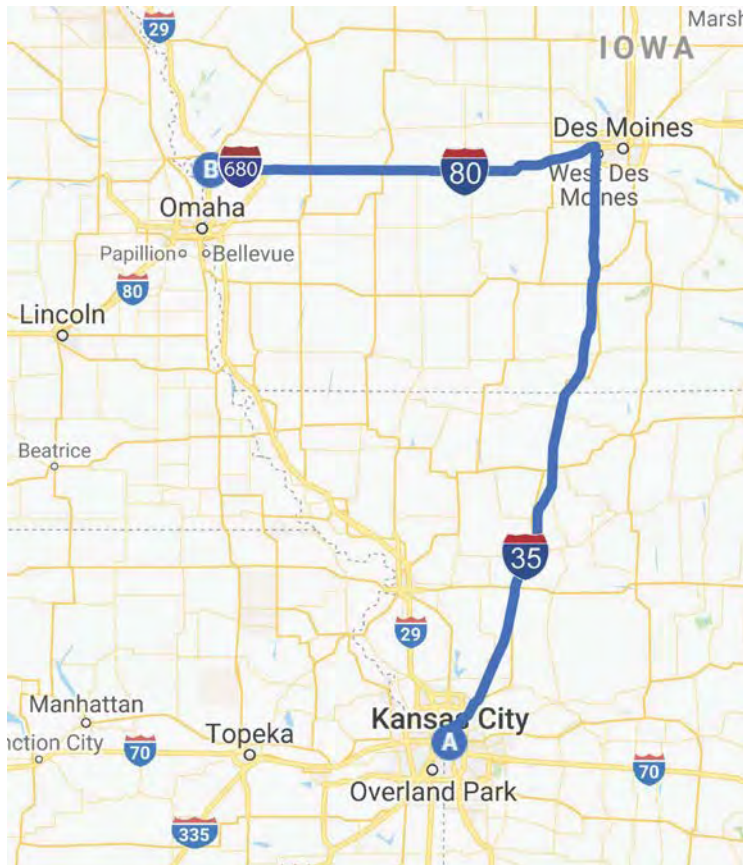 Marsh
29
IOWA
Des Moines
B
680
80
West Des
Moines
Omaha
Papillion
Bellevue
80
Lincoln
Beatrice
35
29
Manhattan
Kansas City
A
nction City
70
Topeka
70
Overland Park
335